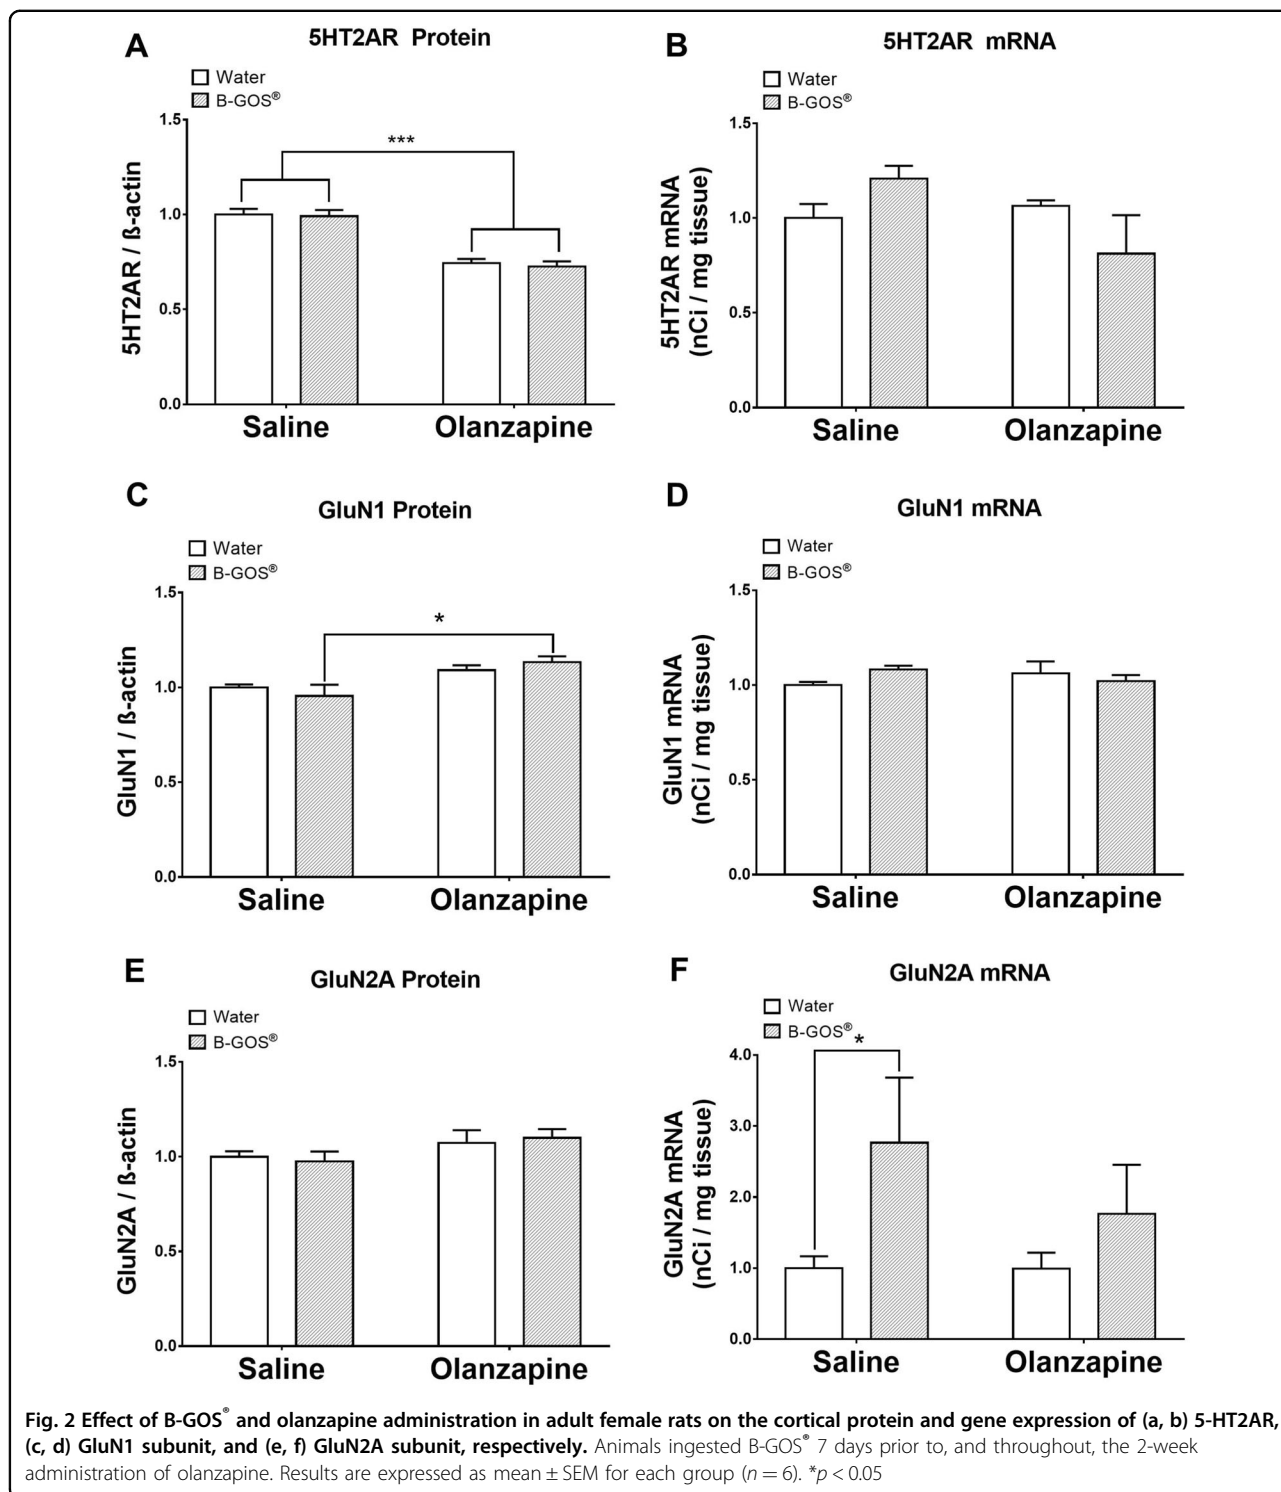 A
5HT2AR Protein
Water
B-GOS®
5HT2AR / ß-actin
1.5
1.0
0.5
0.0
***
Saline
Olanzapine
B
5HT2AR mRNA
Water
B-GOS®
5HT2AR mRNA
(nCi / mg tissue)
1.5
1.0
0.5
0.0
Saline
Olanzapine
C
GluN1 Protein
Water
B-GOS®
GluN1 / ß-actin
1.5
1.0
0.5
0.0
*
Saline
Olanzapine
D
GluN1 mRNA
Water
B-GOS®
GluN1 mRNA
(nCi / mg tissue)
1.5
1.0
0.5
0.0
Saline
Olanzapine
E
GluN2A Protein
Water
B-GOS®
GluN2A / ß-actin
1.5
1.0
0.5
0.0
Saline
Olanzapine
F
GluN2A mRNA
Water
B-GOS®
GluN2A mRNA
(nCi / mg tissue)
4.0
3.0
2.0
1.0
0.0
*
Saline
Olanzapine
Fig. 2 Effect of B-GOS® and olanzapine administration in adult female rats on the cortical protein and gene expression of (a, b) 5-HT2AR,
(c, d) GluN1 subunit, and (e, f) GluN2A subunit, respectively. Animals ingested B-GOS® 7 days prior to, and throughout, the 2-week
administration of olanzapine. Results are expressed as mean ± SEM for each group (n = 6). *p < 0.05